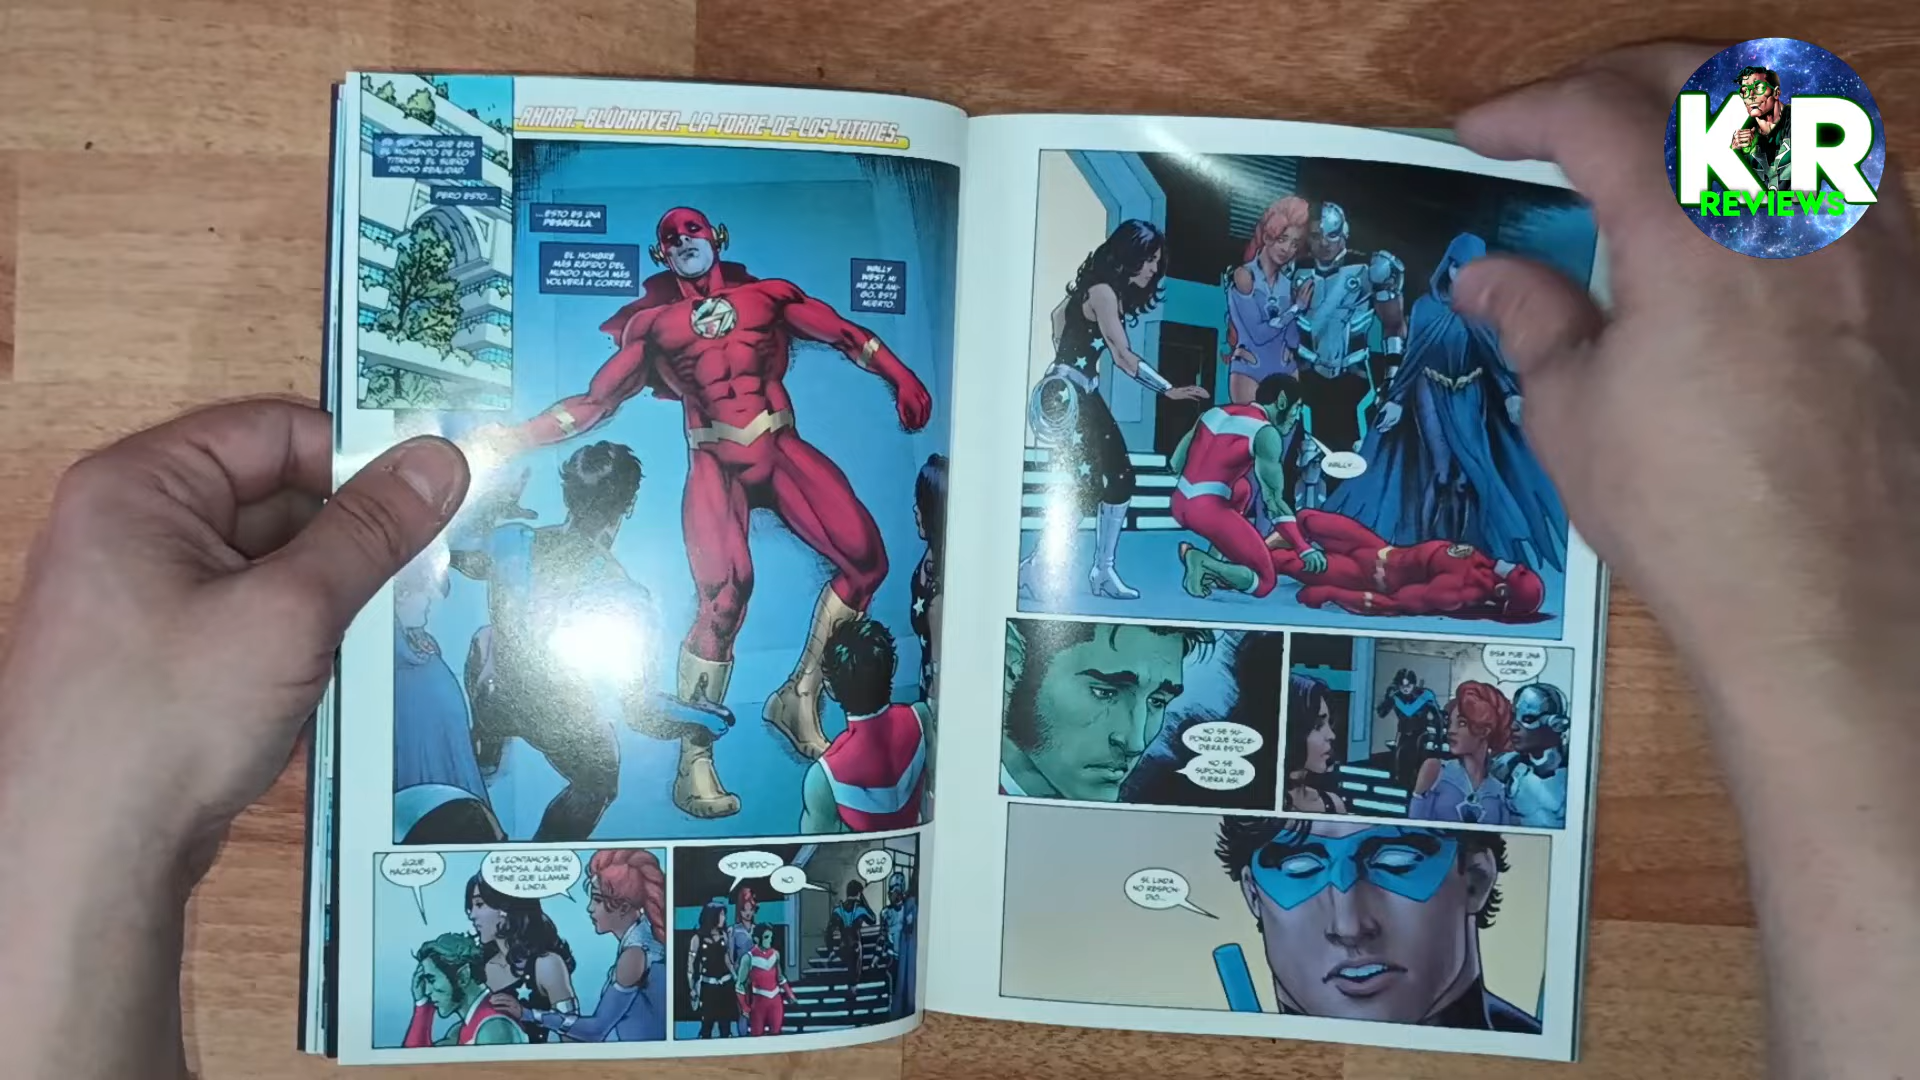 AHORA. BLÜDHAVEN. LA TORRE DE LOS TITANES.
SE SUPONÍA QUE ERA
EL MOMENTO DE LOS
TITANES. EL SUEÑO
HECHO REALIDAD.
PERO ESTO...
...ESTO ES UNA
PESADILLA.
EL HOMBRE
MÁS RÁPIDO DEL
MUNDO NUNCA MÁS
VOLVERÁ A CORRER.
WALLY
WEST, MI
MEJOR AMI-
GO, ESTÁ
MUERTO.
¿QUÉ
HACEMOS?
LE CONTAMOS A SU
ESPOSA. ALGUIEN
TIENE QUE LLAMAR
A LINDA.
YO PUEDO--
NO.
YO LO
HARÉ.
WALLY...
NO SE SU-
PONÍA QUE SUCE-
DIERA ESTO.
NO SE
SUPONÍA QUE
FUERA ASÍ.
ESA FUE UNA
LLAMADA
CORTA.
SÍ, LINDA
NO RESPON-
DIÓ...
KR
REVIEWS